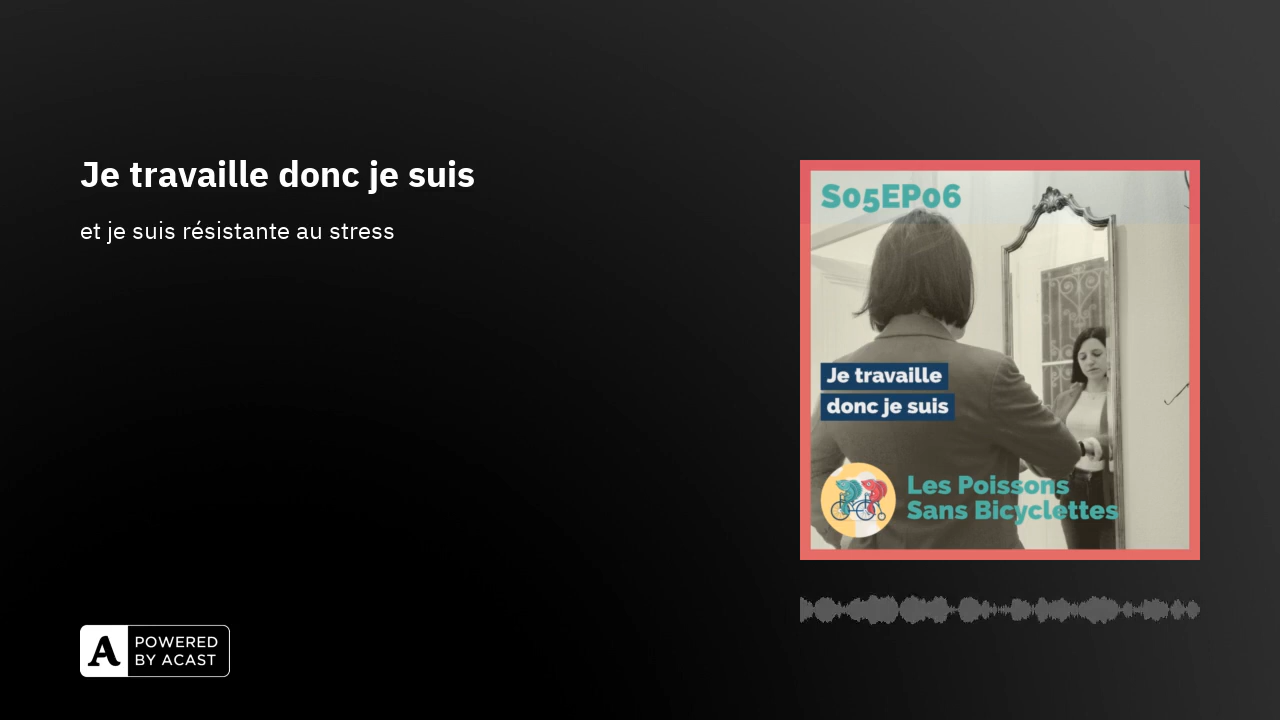 Je travaille donc je suis
et je suis résistante au stress
S05EP06
Je travaille
donc je suis
Les Poissons
Sans Bicyclettes
A POWERED
BY ACAST